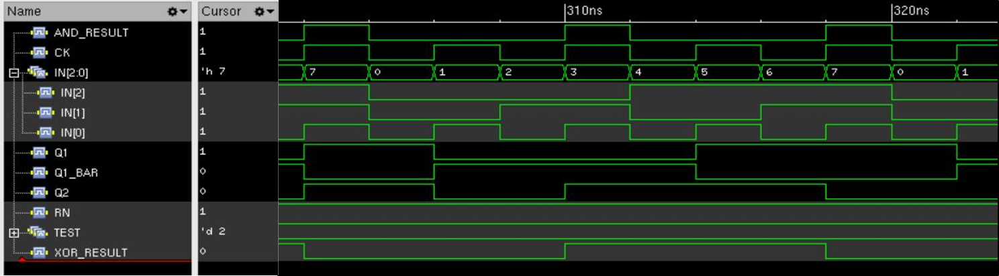 Name Cursor 310ns 320ns
AND_RESULT 1
CK 1
IN[2:0] 'h 7 7 0 1 2 3 4 5 6 7 0 1
IN[2] 1
IN[1] 1
IN[0] 1
Q1 1
Q1_BAR 0
Q2 0
RN 1
TEST 'd 2
XOR_RESULT 0